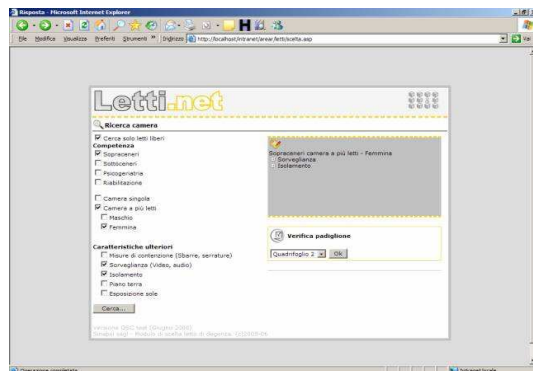 Risposta - Microsoft Internet Explorer
File Modifica Visualizza Preferiti Strumenti » Indirizzo http://localhost/intranet/arear/letti/scelta.asp Vai
Letti.net
Ricerca camera
Cerca solo letti liberi
Competenza
Sopraceneri
Sottoceneri
Psicogeriatria
Riabilitazione
Camera singola
Camera a più letti
Maschio
Femmina
Caratteristiche ulteriori
Misure di contenzione (Sbarre, serrature)
Sorveglianza (Video, audio)
Isolamento
Piano terra
Esposizione sole
Cerca...
Sopraceneri camera a più letti - Femmina
Sorveglianza
Isolamento
Verifica padiglione
Quadrifoglio 2 Ok
Operazione completata
Intranet locale